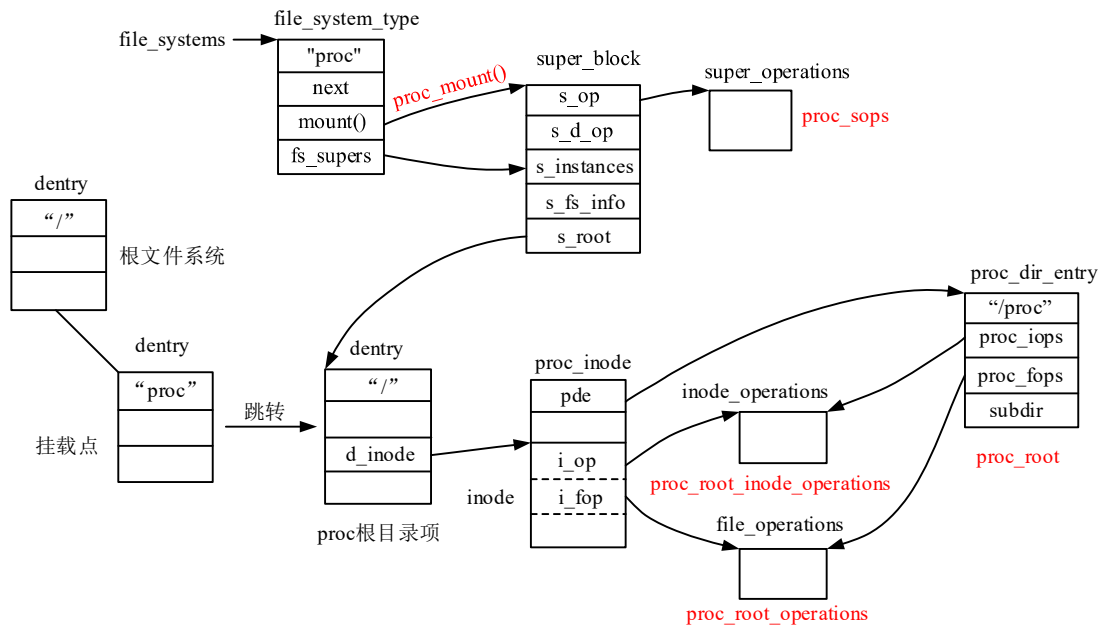 file_system_type
file_systems
"proc"
next
mount()
fs_supers
proc_mount()
super_block
s_op
s_d_op
s_instances
s_fs_info
s_root
super_operations
proc_sops
dentry
“/”
根文件系统
dentry
“proc”
挂载点
跳转
dentry
“/”
d_inode
proc根目录项
proc_inode
pde
i_op
i_fop
inode
inode_operations
proc_root_inode_operations
file_operations
proc_root_operations
proc_dir_entry
“/proc”
proc_iops
proc_fops
subdir
proc_root